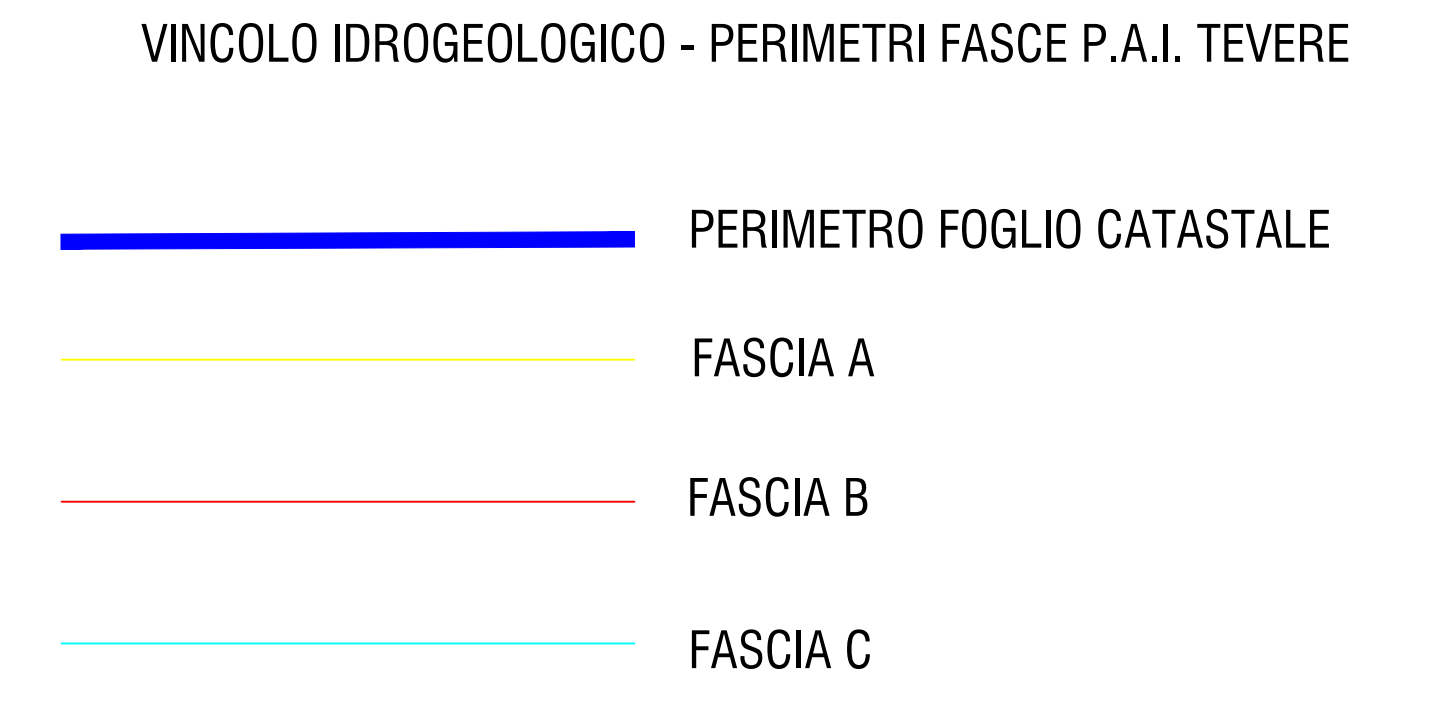 VINCOLO IDROGEOLOGICO - PERIMETRI FASCE P.A.I. TEVERE
PERIMETRO FOGLIO CATASTALE
FASCIA A
FASCIA B
FASCIA C